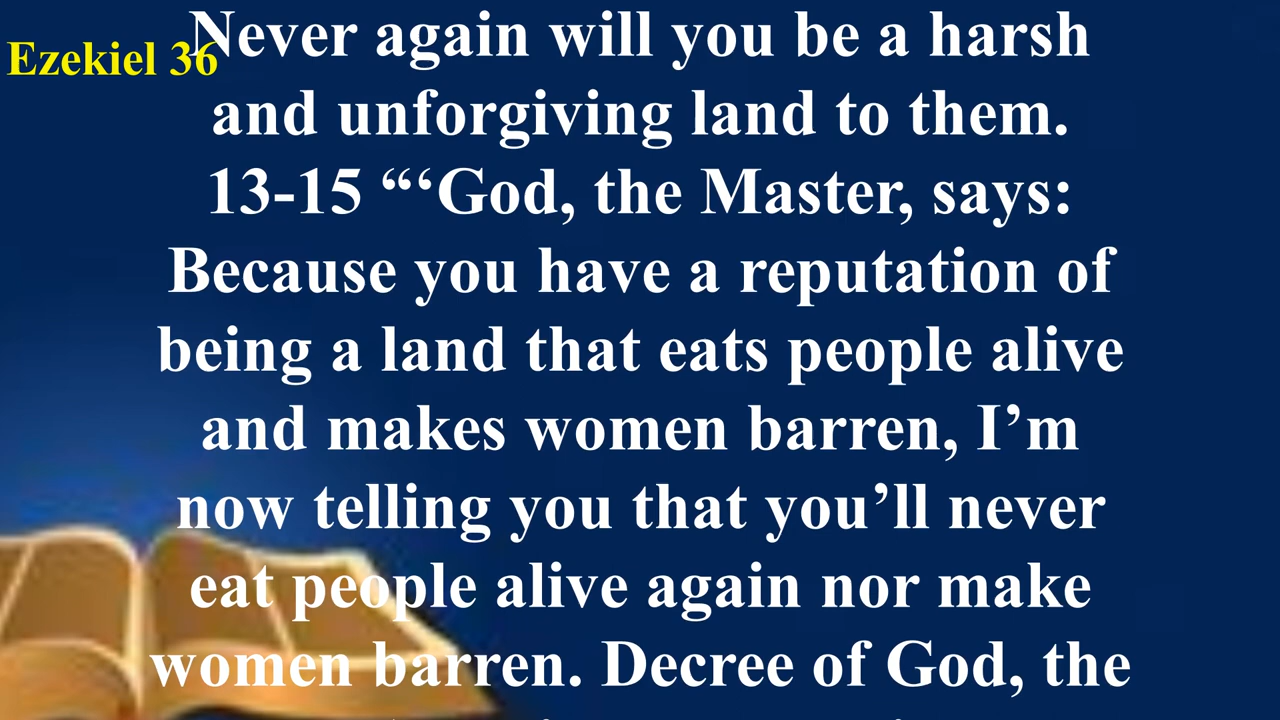 Ezekiel 36
Never again will you be a harsh
and unforgiving land to them.
13-15 “‘God, the Master, says:
Because you have a reputation of
being a land that eats people alive
and makes women barren, I’m
now telling you that you’ll never
eat people alive again nor make
women barren. Decree of God, the